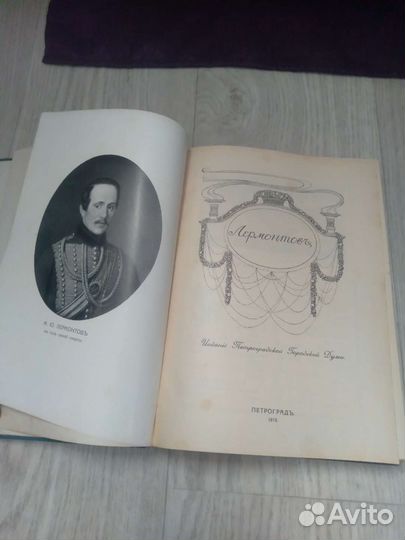 М. Ю. ЛЕРМОНТОВЪ
Лермонтовъ
Изданіе Петроградской Городской Думы.
ПЕТРОГРАДЪ
Avito